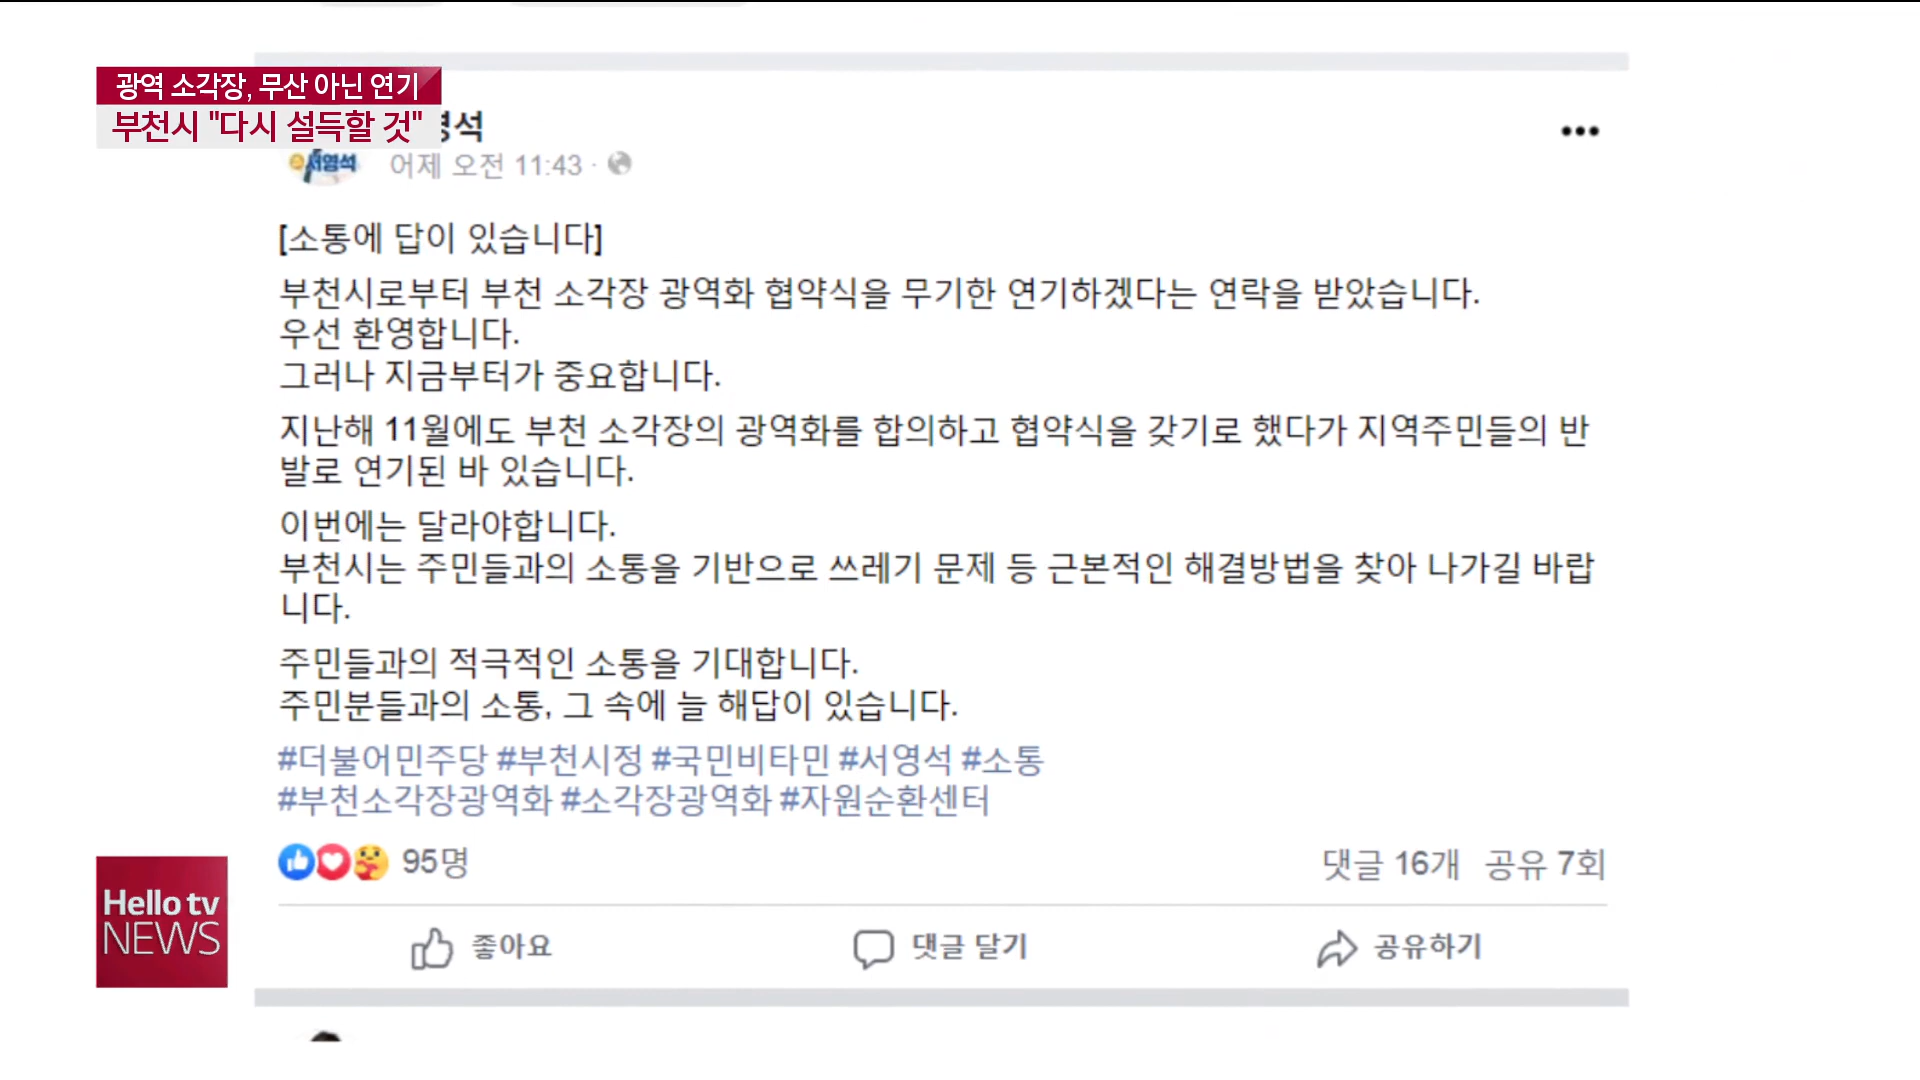 광역 소각장, 무산 아닌 연기
부천시 "다시 설득할 것"
영석
서영석
어제 오전 11:43 ·
[소통에 답이 있습니다]
부천시로부터 부천 소각장 광역화 협약식을 무기한 연기하겠다는 연락을 받았습니다.
우선 환영합니다.
그러나 지금부터가 중요합니다.
지난해 11월에도 부천 소각장의 광역화를 합의하고 협약식을 갖기로 했다가 지역주민들의 반
발로 연기된 바 있습니다.
이번에는 달라야합니다.
부천시는 주민들과의 소통을 기반으로 쓰레기 문제 등 근본적인 해결방법을 찾아 나가길 바랍
니다.
주민들과의 적극적인 소통을 기대합니다.
주민분들과의 소통, 그 속에 늘 해답이 있습니다.
#더불어민주당 #부천시정 #국민비타민 #서영석 #소통
#부천소각장광역화 #소각장광역화 #자원순환센터
95명
댓글 16개 공유 7회
좋아요
댓글 달기
공유하기
Hello tv
NEWS